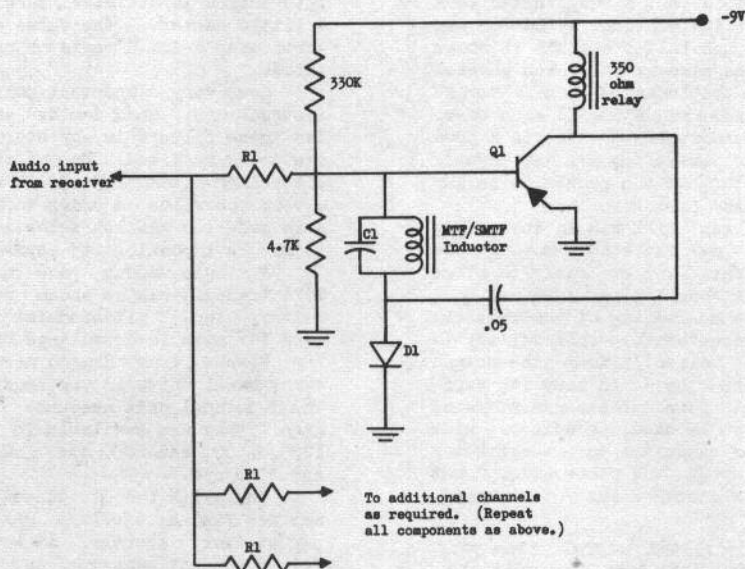 -9V
330K
350
ohm
relay
Q1
R1
Audio input
from receiver
4.7K
C1
MTF/SMTF
Inductor
.05
D1
R1
To additional channels
as required. (Repeat
all components as above.)
R1